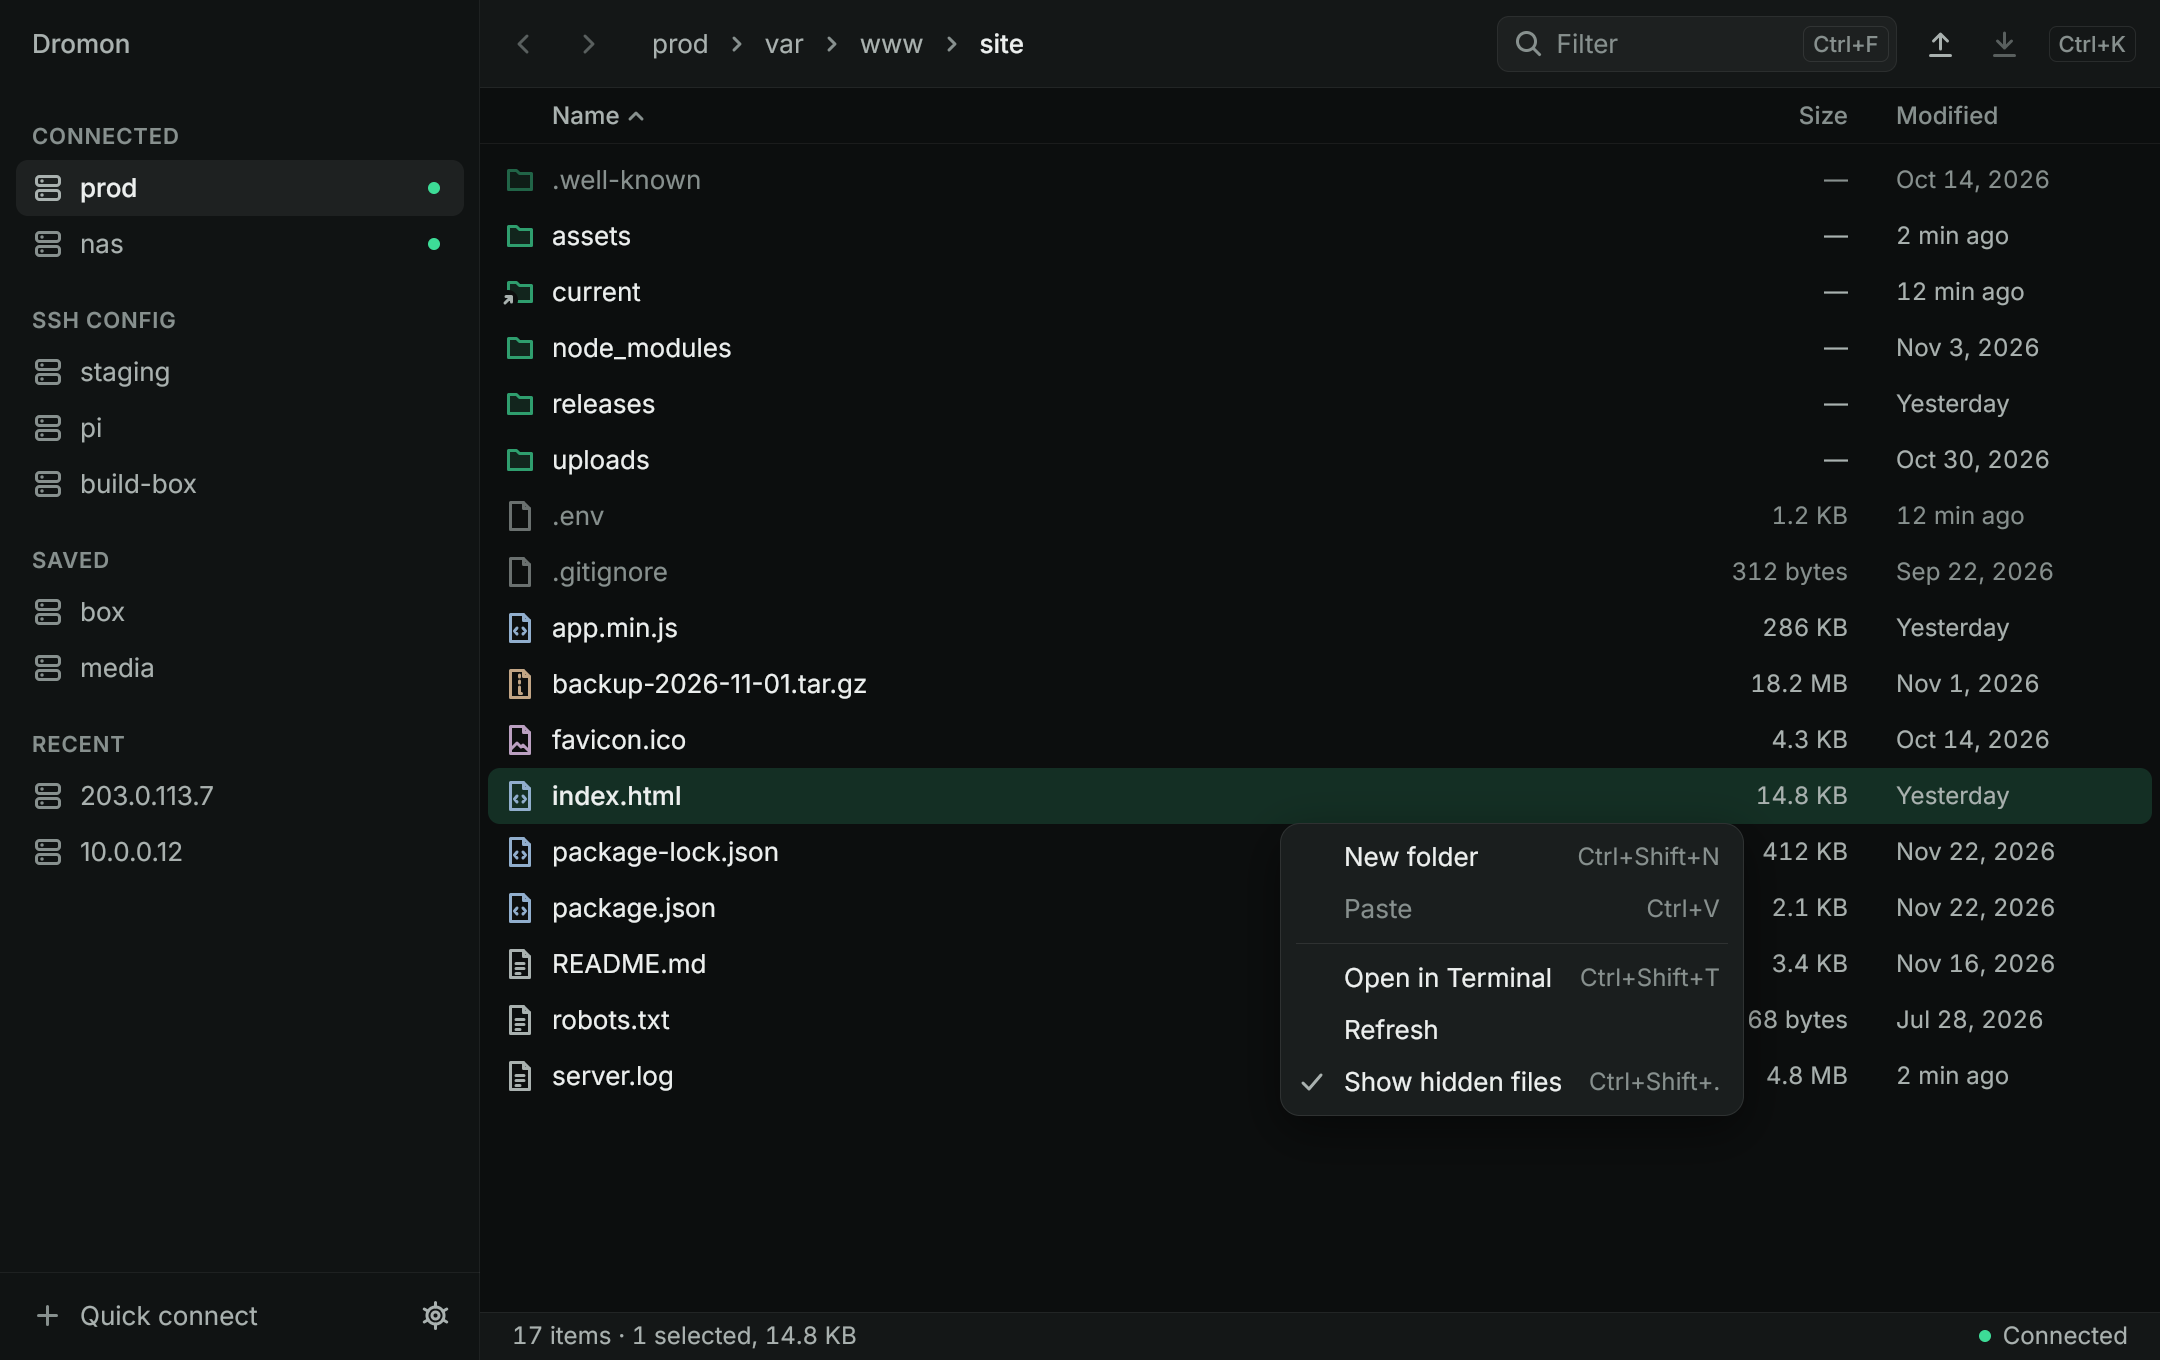 Dromon
CONNECTED
prod
nas
SSH CONFIG
staging
pi
build-box
SAVED
box
media
RECENT
203.0.113.7
10.0.0.12
Quick connect
prod var www site
Filter Ctrl+F Ctrl+K
Name Size Modified
.well-known — Oct 14, 2026
assets — 2 min ago
current — 12 min ago
node_modules — Nov 3, 2026
releases — Yesterday
uploads — Oct 30, 2026
.env 1.2 KB 12 min ago
.gitignore 312 bytes Sep 22, 2026
app.min.js 286 KB Yesterday
backup-2026-11-01.tar.gz 18.2 MB Nov 1, 2026
favicon.ico 4.3 KB Oct 14, 2026
index.html 14.8 KB Yesterday
package-lock.json 412 KB Nov 22, 2026
package.json 2.1 KB Nov 22, 2026
README.md 3.4 KB Nov 16, 2026
robots.txt 68 bytes Jul 28, 2026
server.log 4.8 MB 2 min ago
New folder Ctrl+Shift+N
Paste Ctrl+V
Open in Terminal Ctrl+Shift+T
Refresh
Show hidden files Ctrl+Shift+.
17 items · 1 selected, 14.8 KB
Connected